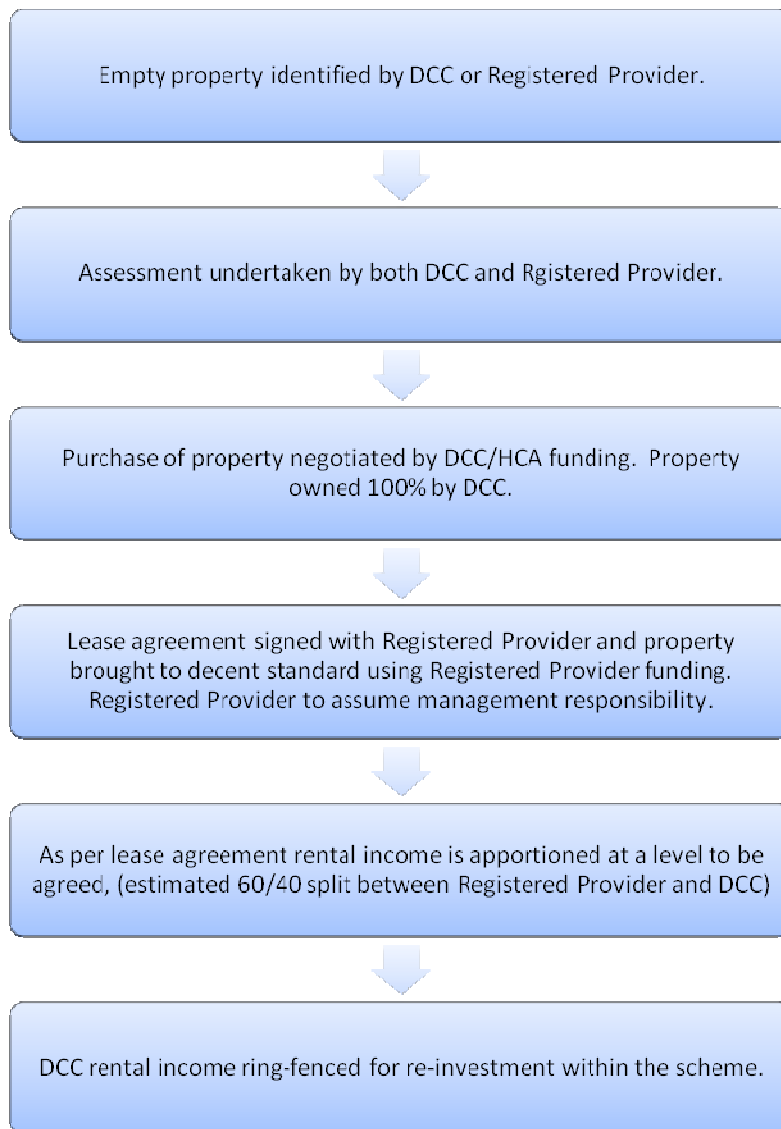 Empty property identified by DCC or Registered Provider.
Assessment undertaken by both DCC and Rgistered Provider.
Purchase of property negotiated by DCC/HCA funding.  Property
owned 100% by DCC.
Lease agreement signed with Registered Provider and property
brought to decent standard using Registered Provider funding.
Registered Provider to assume management responsibility.
As per lease agreement rental income is apportioned at a level to be
agreed, (estimated 60/40 split between Registered Provider and DCC)
DCC rental income ring-fenced for re-investment within the scheme.